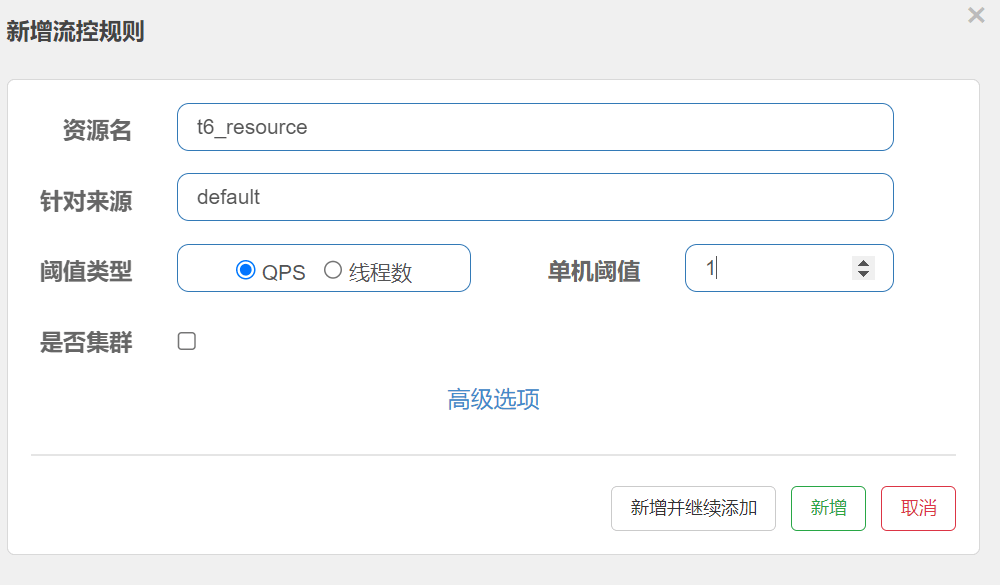 新增流控规则
×
资源名 t6_resource
针对来源 default
阈值类型 QPS 线程数 单机阈值 1
是否集群
高级选项
新增并继续添加 新增 取消